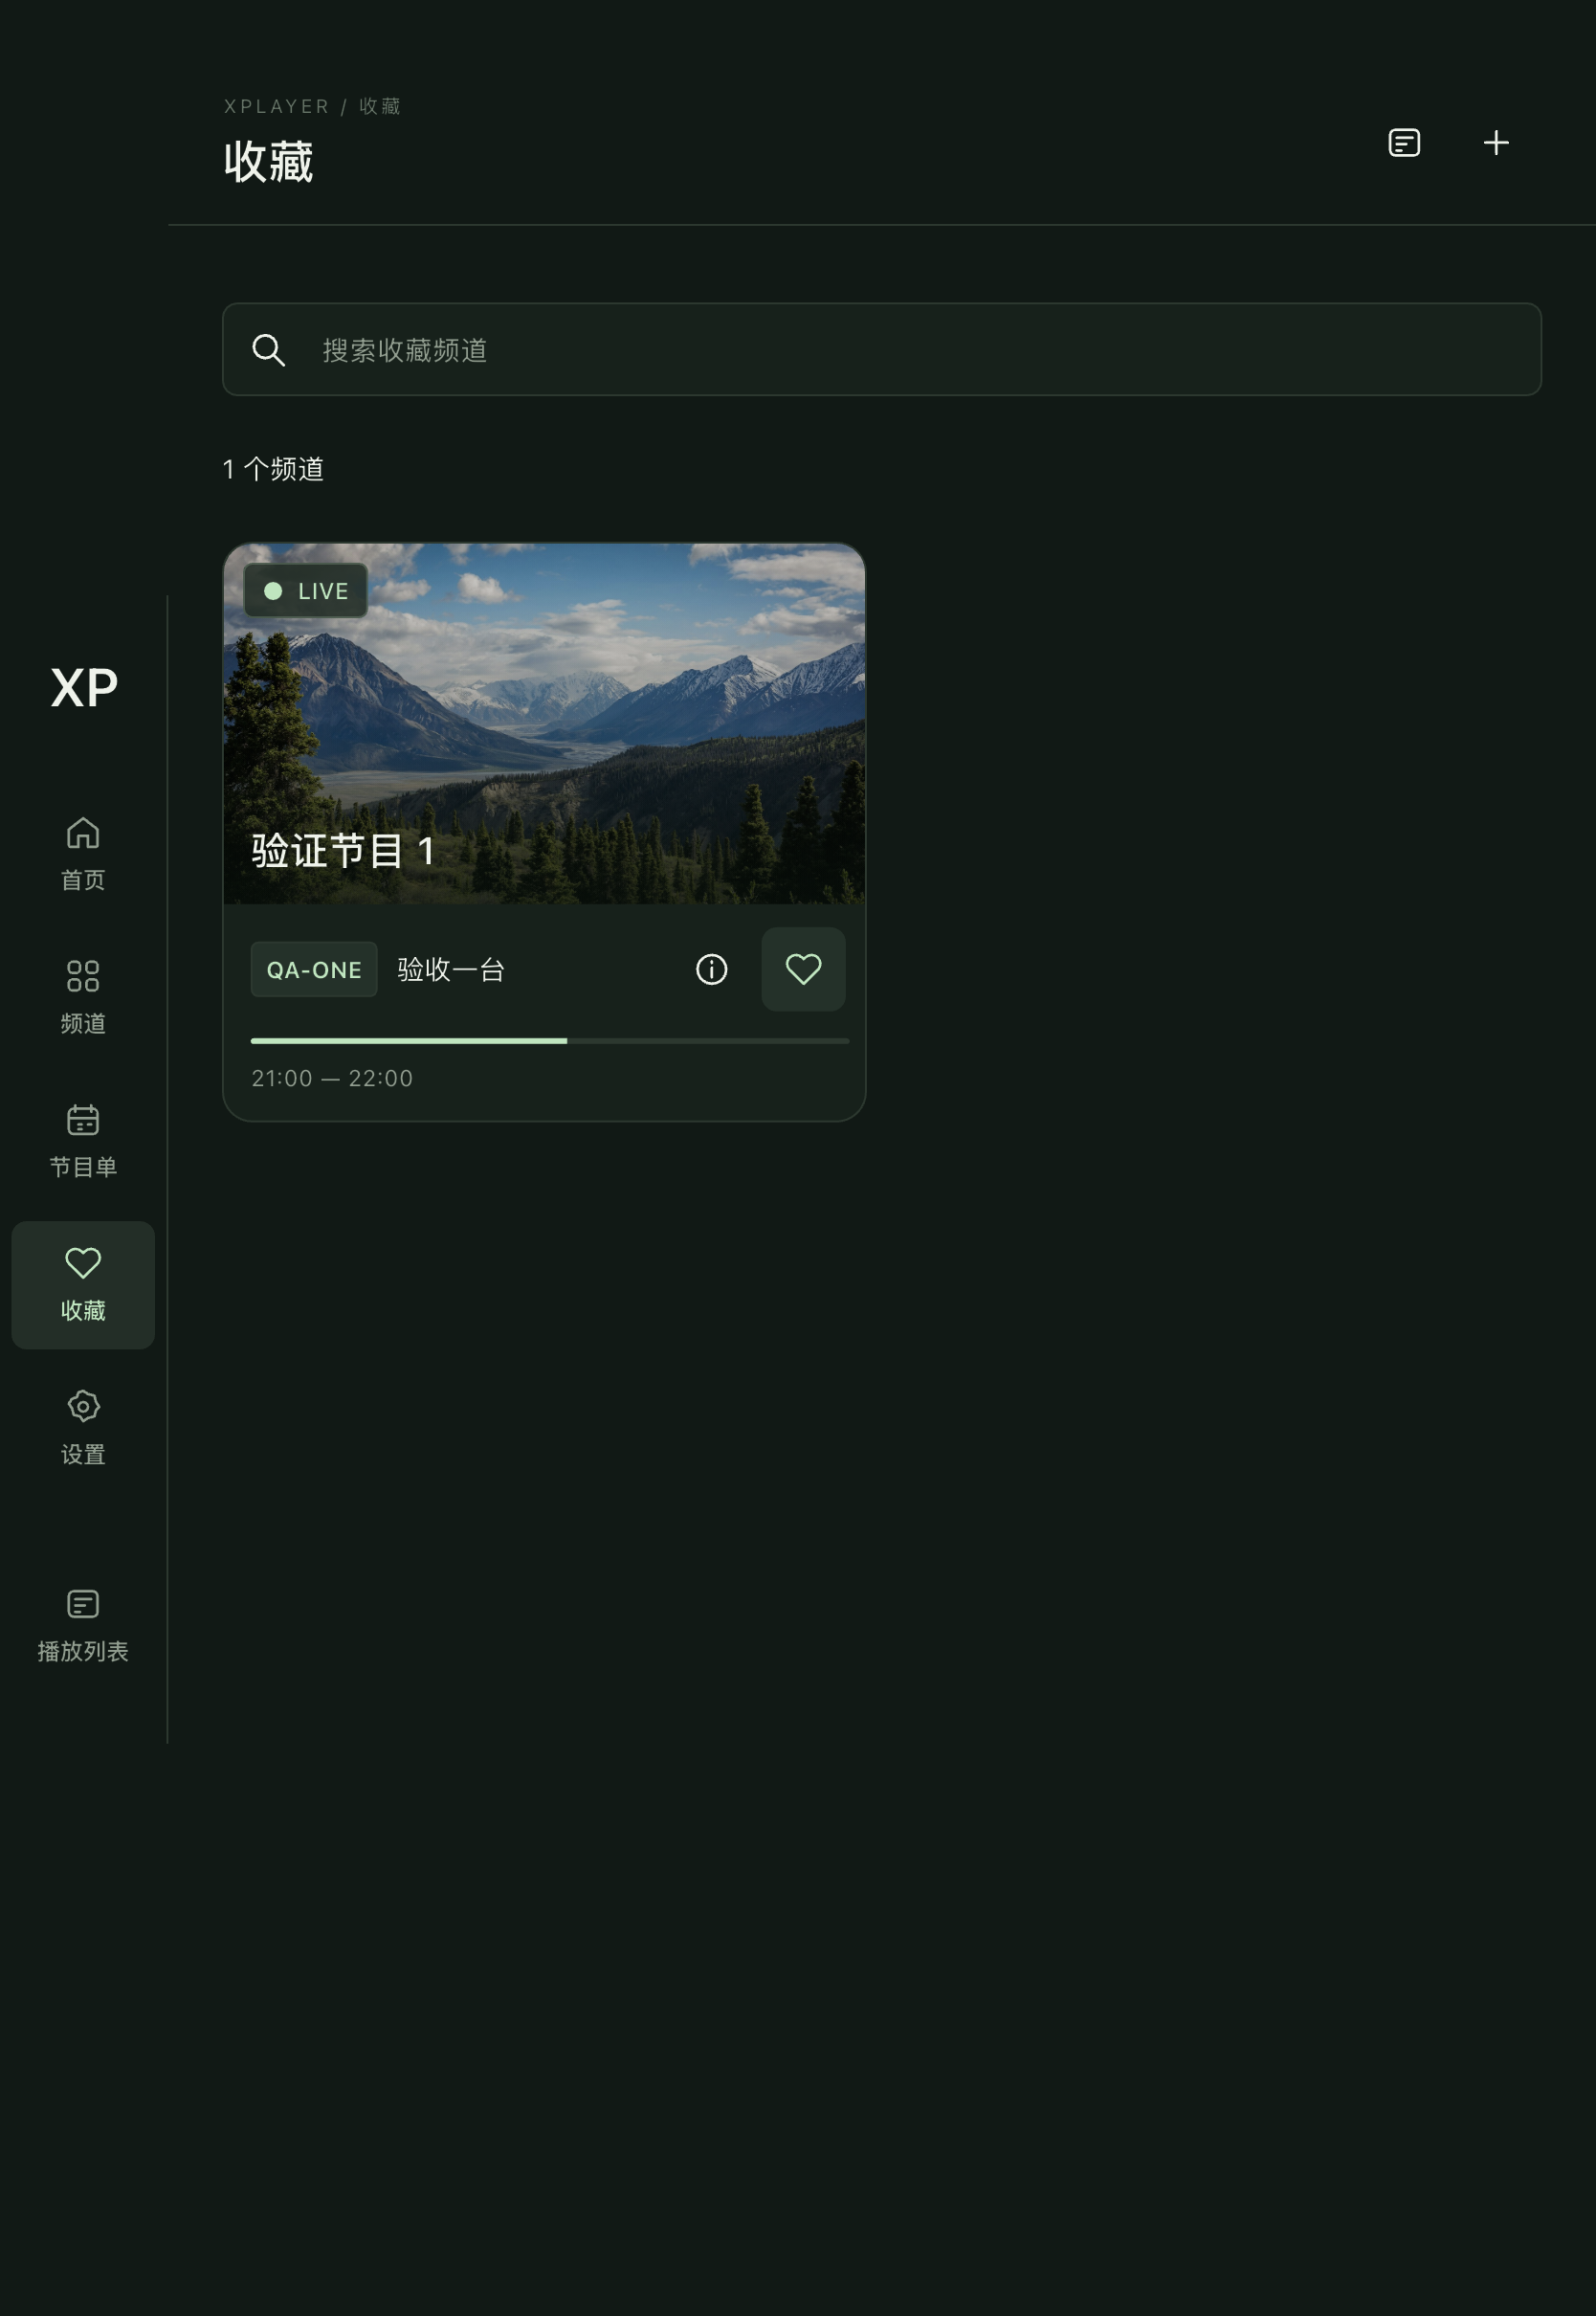 XPLAYER / 收藏
收藏
搜索收藏频道
1 个频道
LIVE
验证节目 1
QA-ONE 验收一台
21:00 — 22:00
XP
首页
频道
节目单
收藏
设置
播放列表